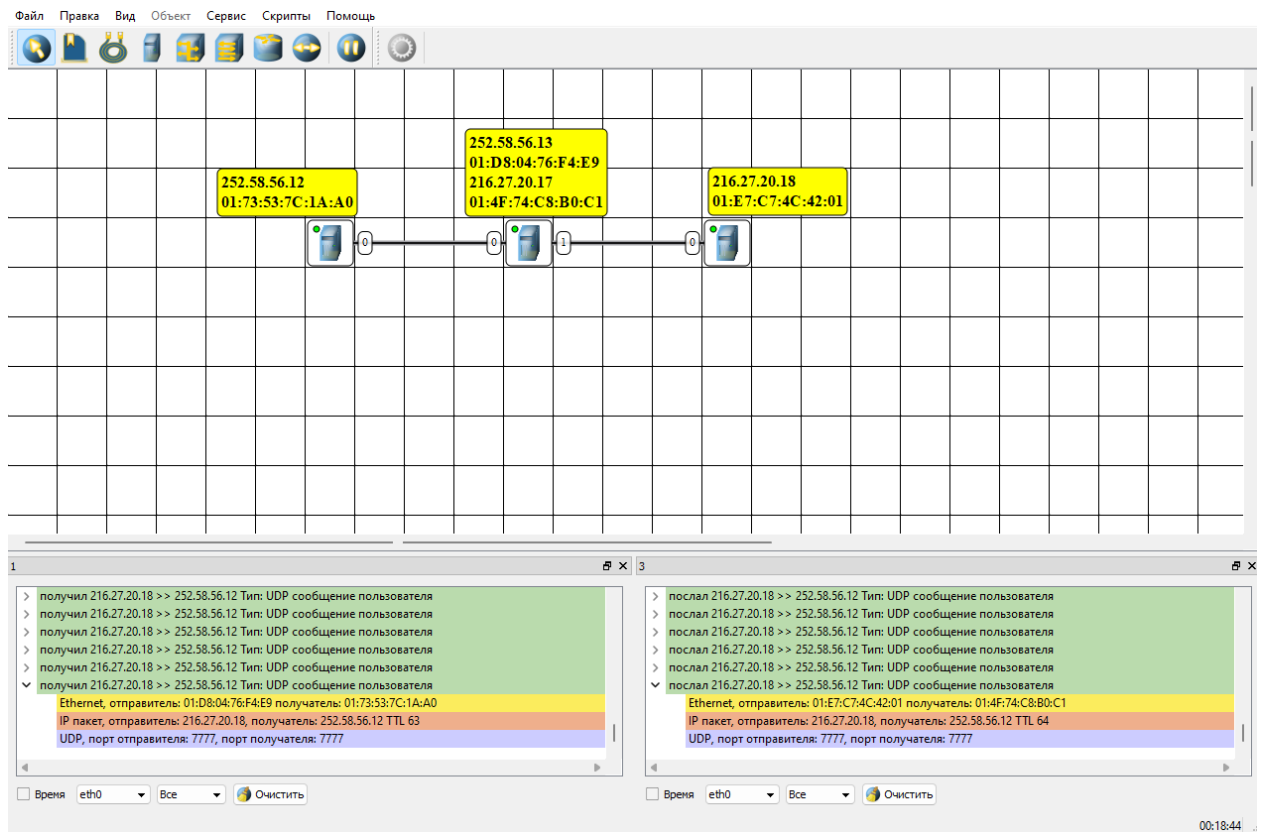 Файл Правка Вид Объект Сервис Скрипты Помощь
252.58.56.13
01:D8:04:76:F4:E9
216.27.20.17
01:4F:74:C8:B0:C1
252.58.56.12
01:73:53:7C:1A:A0
216.27.20.18
01:E7:C7:4C:42:01
0 0 1 0
1
получил 216.27.20.18 >> 252.58.56.12 Тип: UDP сообщение пользователя
получил 216.27.20.18 >> 252.58.56.12 Тип: UDP сообщение пользователя
получил 216.27.20.18 >> 252.58.56.12 Тип: UDP сообщение пользователя
получил 216.27.20.18 >> 252.58.56.12 Тип: UDP сообщение пользователя
получил 216.27.20.18 >> 252.58.56.12 Тип: UDP сообщение пользователя
получил 216.27.20.18 >> 252.58.56.12 Тип: UDP сообщение пользователя
Ethernet, отправитель: 01:D8:04:76:F4:E9 получатель: 01:73:53:7C:1A:A0
IP пакет, отправитель: 216.27.20.18, получатель: 252.58.56.12 TTL 63
UDP, порт отправителя: 7777, порт получателя: 7777
Время eth0 Все Очистить
3
послал 216.27.20.18 >> 252.58.56.12 Тип: UDP сообщение пользователя
послал 216.27.20.18 >> 252.58.56.12 Тип: UDP сообщение пользователя
послал 216.27.20.18 >> 252.58.56.12 Тип: UDP сообщение пользователя
послал 216.27.20.18 >> 252.58.56.12 Тип: UDP сообщение пользователя
послал 216.27.20.18 >> 252.58.56.12 Тип: UDP сообщение пользователя
послал 216.27.20.18 >> 252.58.56.12 Тип: UDP сообщение пользователя
Ethernet, отправитель: 01:E7:C7:4C:42:01 получатель: 01:4F:74:C8:B0:C1
IP пакет, отправитель: 216.27.20.18, получатель: 252.58.56.12 TTL 64
UDP, порт отправителя: 7777, порт получателя: 7777
Время eth0 Все Очистить
00:18:44